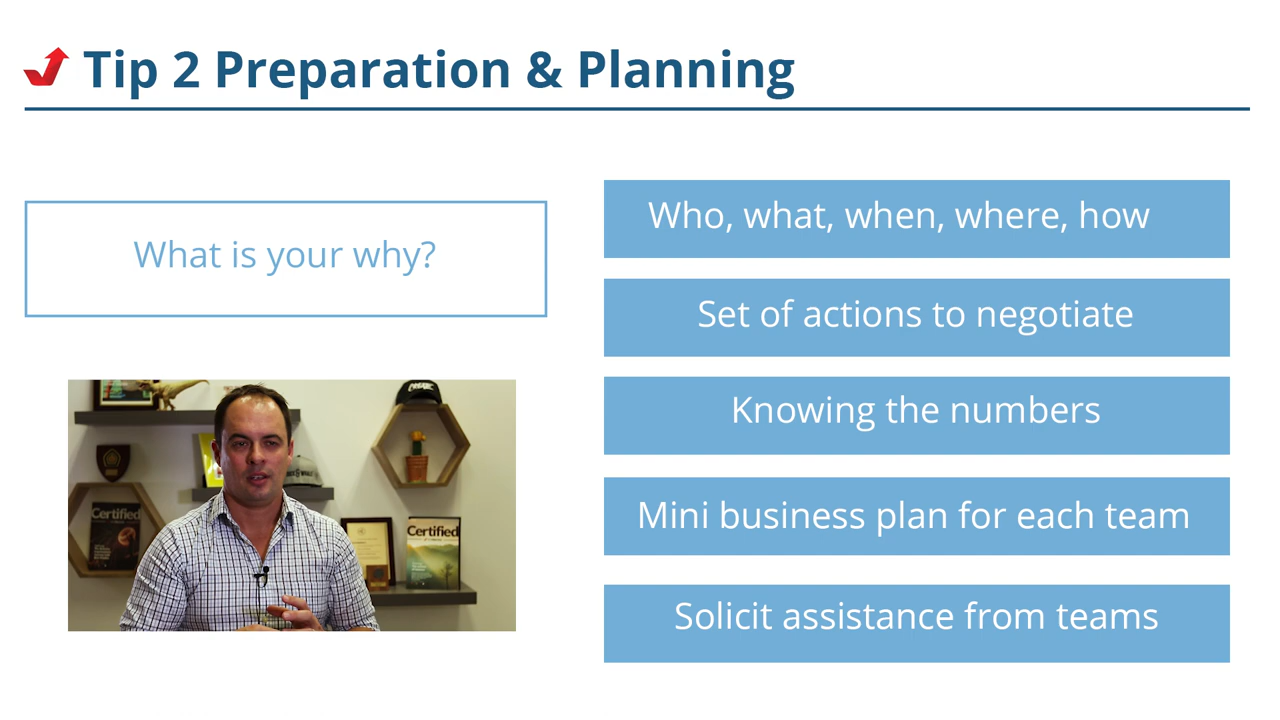 Tip 2 Preparation & Planning
What is your why?
Who, what, when, where, how
Set of actions to negotiate
Knowing the numbers
Mini business plan for each team
Solicit assistance from teams
Certified
Certified